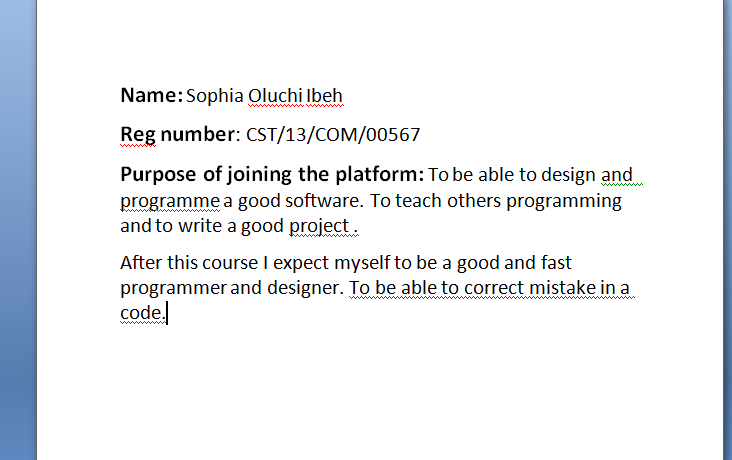 Name: Sophia Oluchi Ibeh
Reg number: CST/13/COM/00567
Purpose of joining the platform: To be able to design and
programme a good software. To teach others programming
and to write a good project .
After this course I expect myself to be a good and fast
programmer and designer. To be able to correct mistake in a
code.